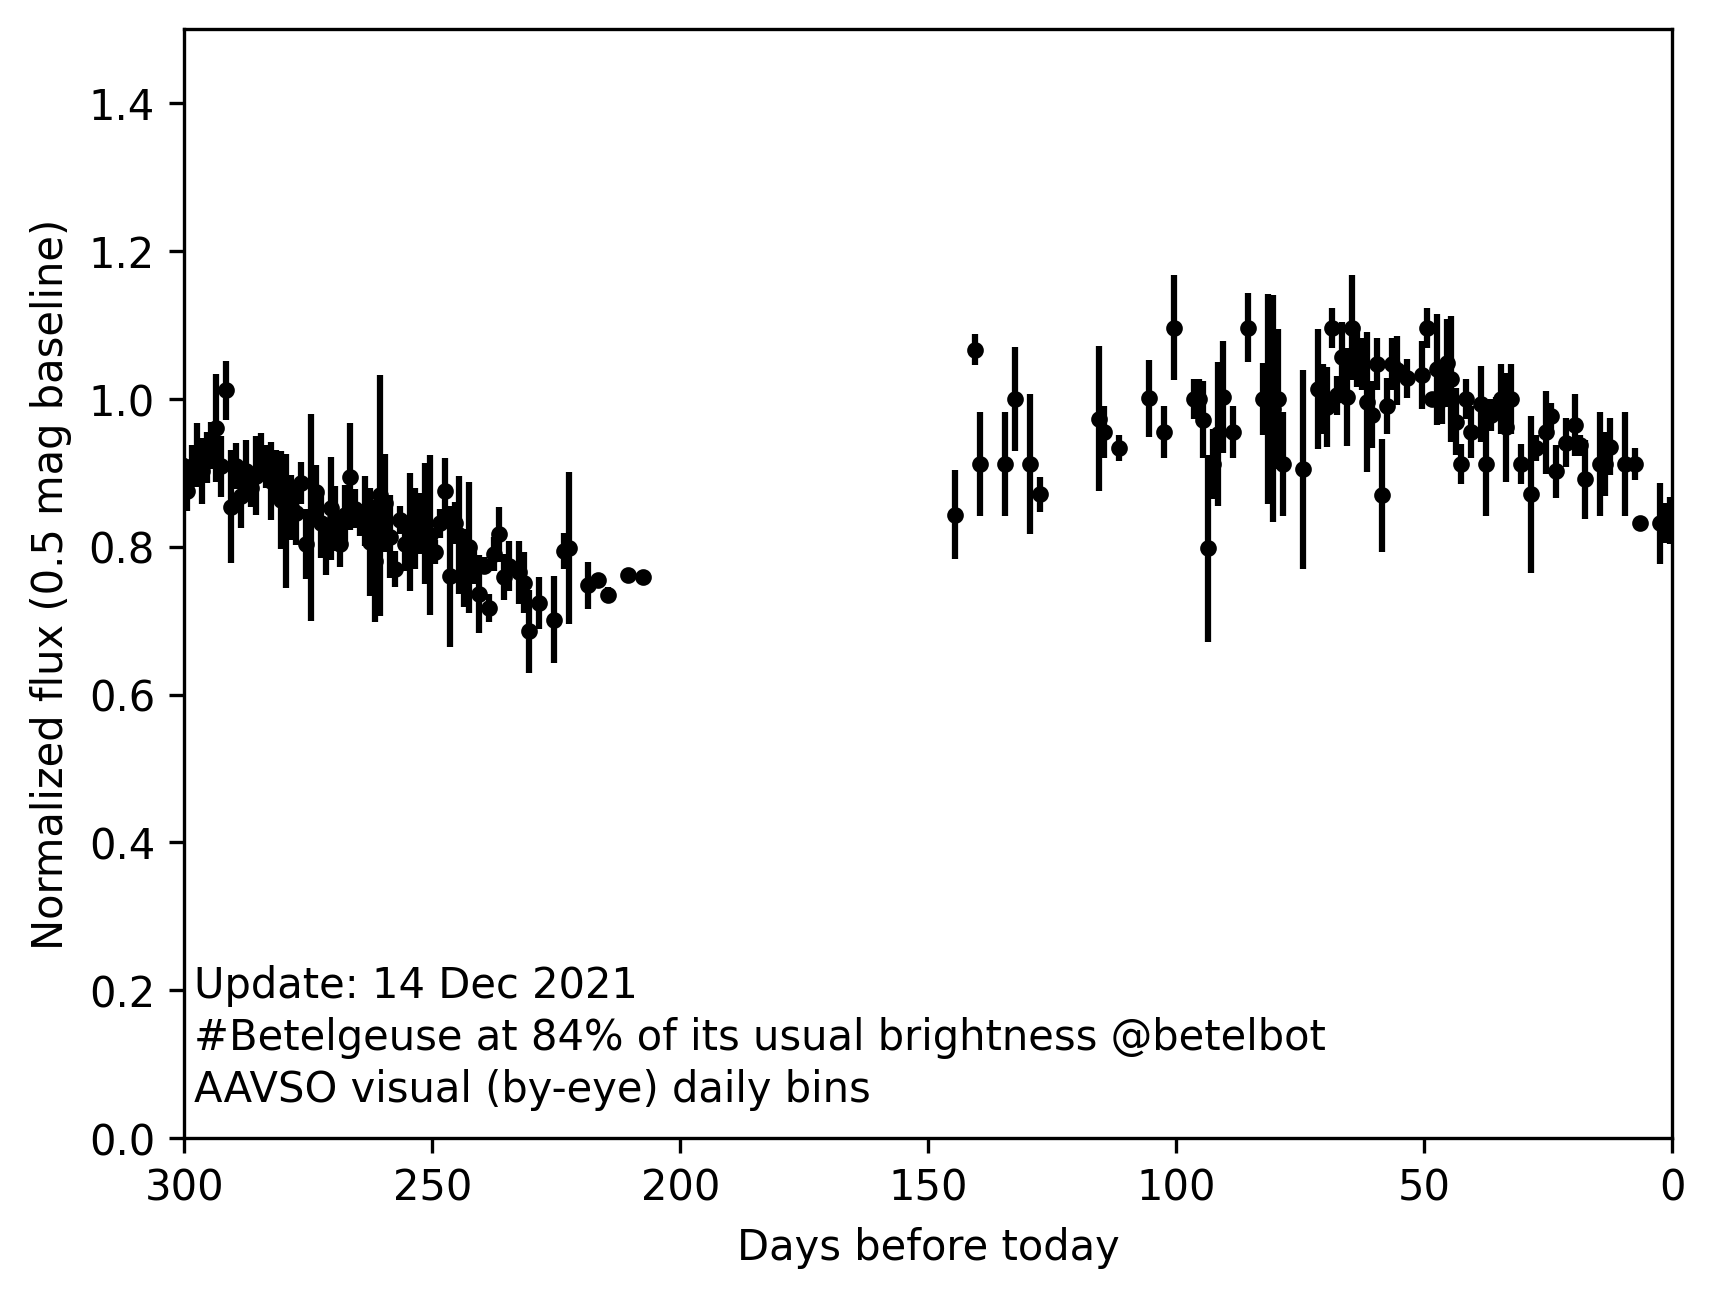 1.4
1.2
1.0
0.8
0.6
0.4
0.2
0.0
Normalized flux (0.5 mag baseline)
Update: 14 Dec 2021
#Betelgeuse at 84% of its usual brightness @betelbot
AAVSO visual (by-eye) daily bins
300 250 200 150 100 50 0
Days before today